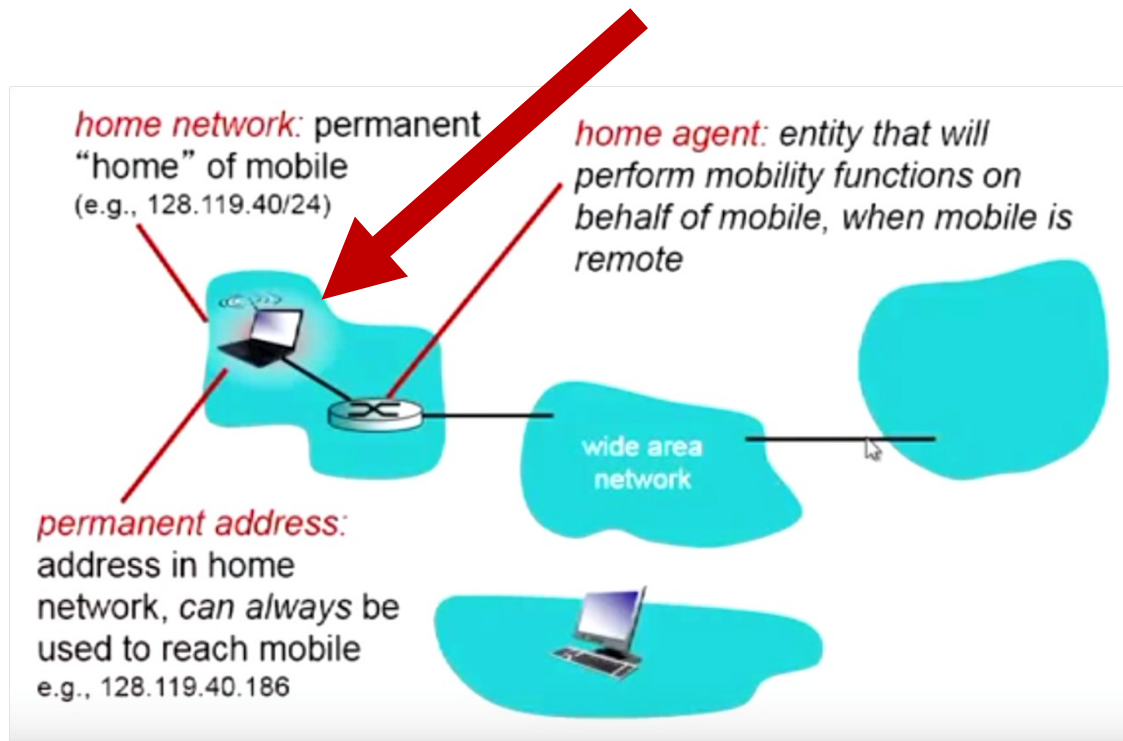 home network: permanent
“home” of mobile
(e.g., 128.119.40/24)
home agent: entity that will
perform mobility functions on
behalf of mobile, when mobile is
remote
wide area
network
permanent address:
address in home
network, can always be
used to reach mobile
e.g., 128.119.40.186